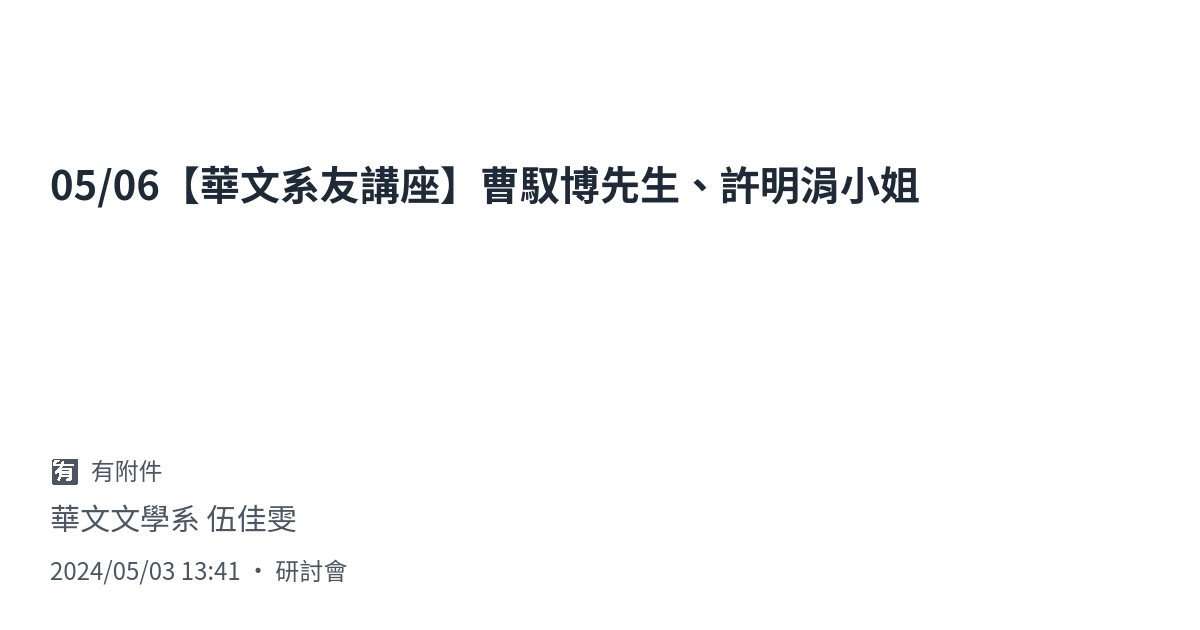 05/06【華文系友講座】曹馭博先生、許明涓小姐
🈶 有附件
華文文學系 伍佳雯
2024/05/03 13:41 • 研討會